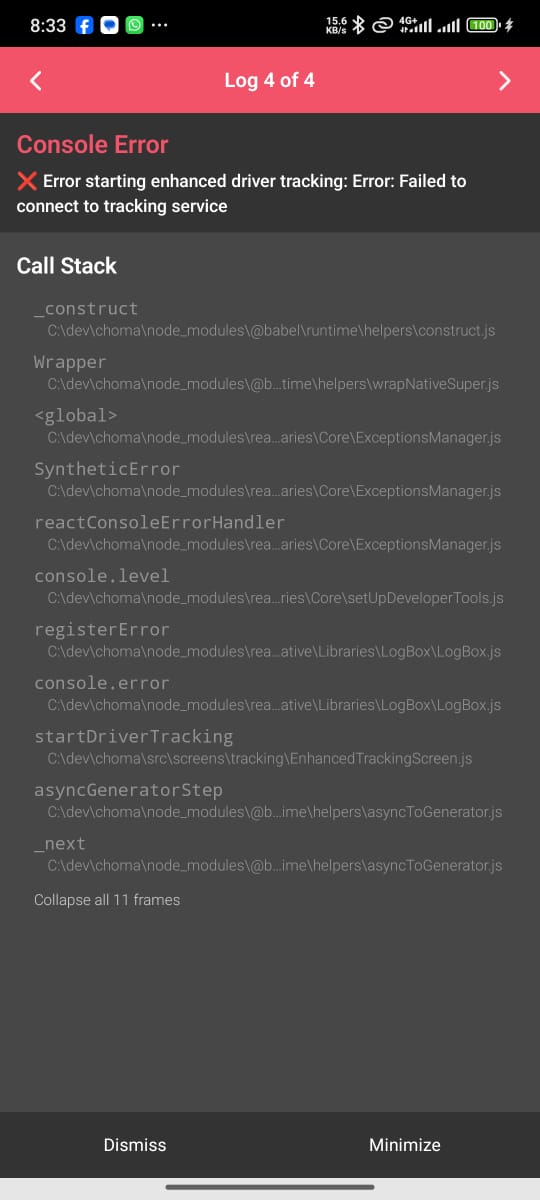 8:33
15.6 KB/s
4G+
100
Log 4 of 4
Console Error
❌ Error starting enhanced driver tracking: Error: Failed to
connect to tracking service
Call Stack
_construct
C:\dev\choma\node_modules\@babel\runtime\helpers\construct.js
Wrapper
C:\dev\choma\node_modules\@b...time\helpers\wrapNativeSuper.js
<global>
C:\dev\choma\node_modules\rea...aries\Core\ExceptionsManager.js
SyntheticError
C:\dev\choma\node_modules\rea...aries\Core\ExceptionsManager.js
reactConsoleErrorHandler
C:\dev\choma\node_modules\rea...aries\Core\ExceptionsManager.js
console.level
C:\dev\choma\node_modules\rea...ries\Core\setUpDeveloperTools.js
registerError
C:\dev\choma\node_modules\rea...ative\Libraries\LogBox\LogBox.js
console.error
C:\dev\choma\node_modules\rea...ative\Libraries\LogBox\LogBox.js
startDriverTracking
C:\dev\choma\src\screens\tracking\EnhancedTrackingScreen.js
asyncGeneratorStep
C:\dev\choma\node_modules\@b...ime\helpers\asyncToGenerator.js
_next
C:\dev\choma\node_modules\@b...ime\helpers\asyncToGenerator.js
Collapse all 11 frames
Dismiss
Minimize